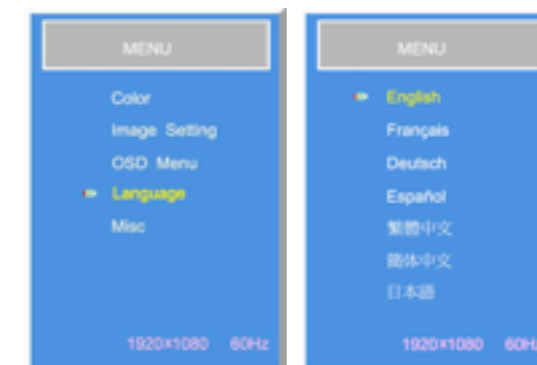 MENU
Color
Image Setting
OSD Menu
Language
Misc
1920×1080 60Hz
MENU
English
Français
Deutsch
Español
繁體中文
簡体中文
日本語
1920×1080 60Hz